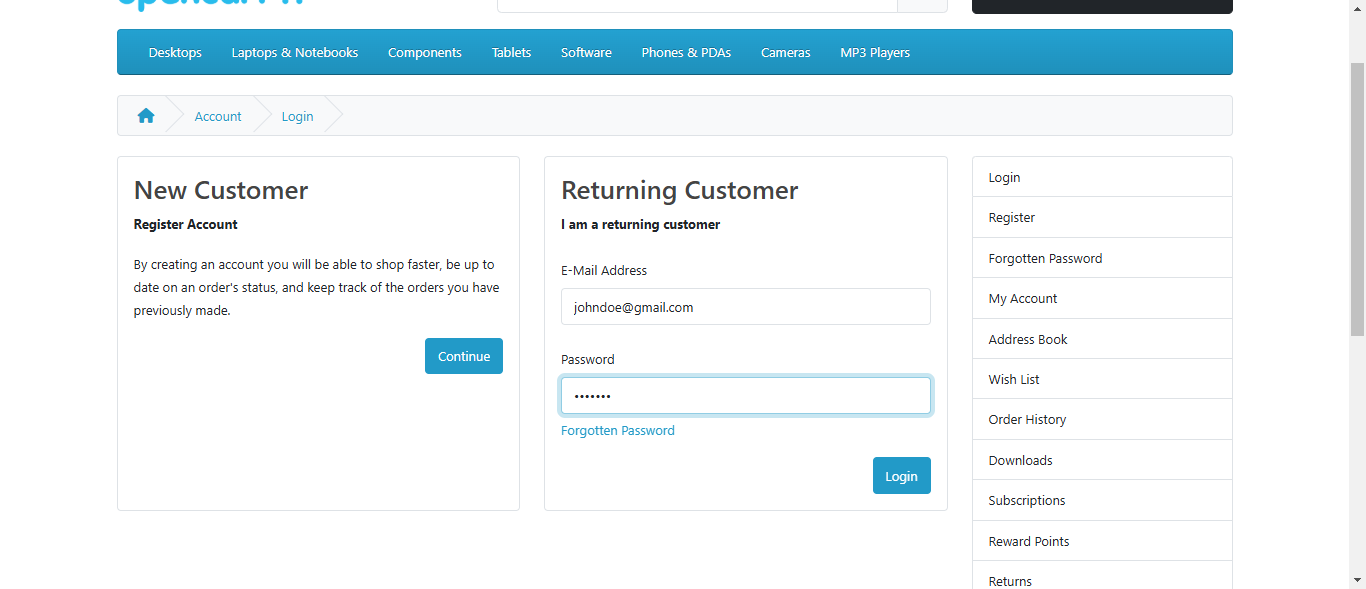 Desktops Laptops & Notebooks Components Tablets Software Phones & PDAs Cameras MP3 Players
Account Login
New Customer
Register Account
By creating an account you will be able to shop faster, be up to
date on an order's status, and keep track of the orders you have
previously made.
Continue
Returning Customer
I am a returning customer
E-Mail Address
johndoe@gmail.com
Password
•••••••
Forgotten Password
Login
Login
Register
Forgotten Password
My Account
Address Book
Wish List
Order History
Downloads
Subscriptions
Reward Points
Returns